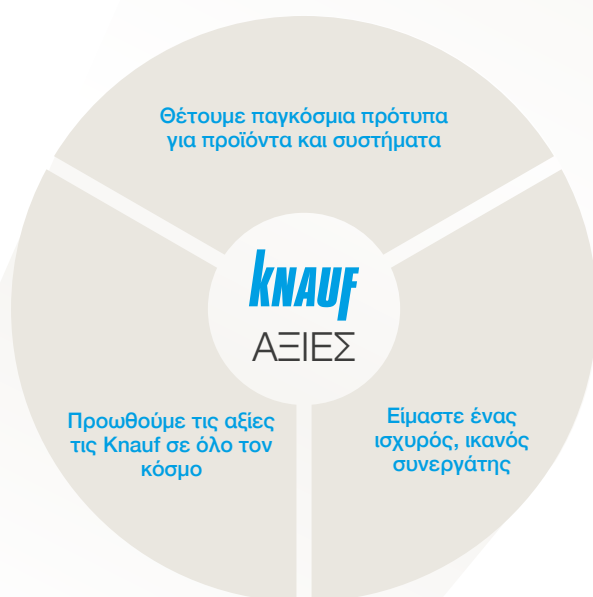 Θέτουμε παγκόσμια πρότυπα
για προϊόντα και συστήματα
KNAUF
ΑΞΙΕΣ
Προωθούμε τις αξίες
τις Knauf σε όλο τον
κόσμο
Είμαστε ένας
ισχυρός, ικανός
συνεργάτης